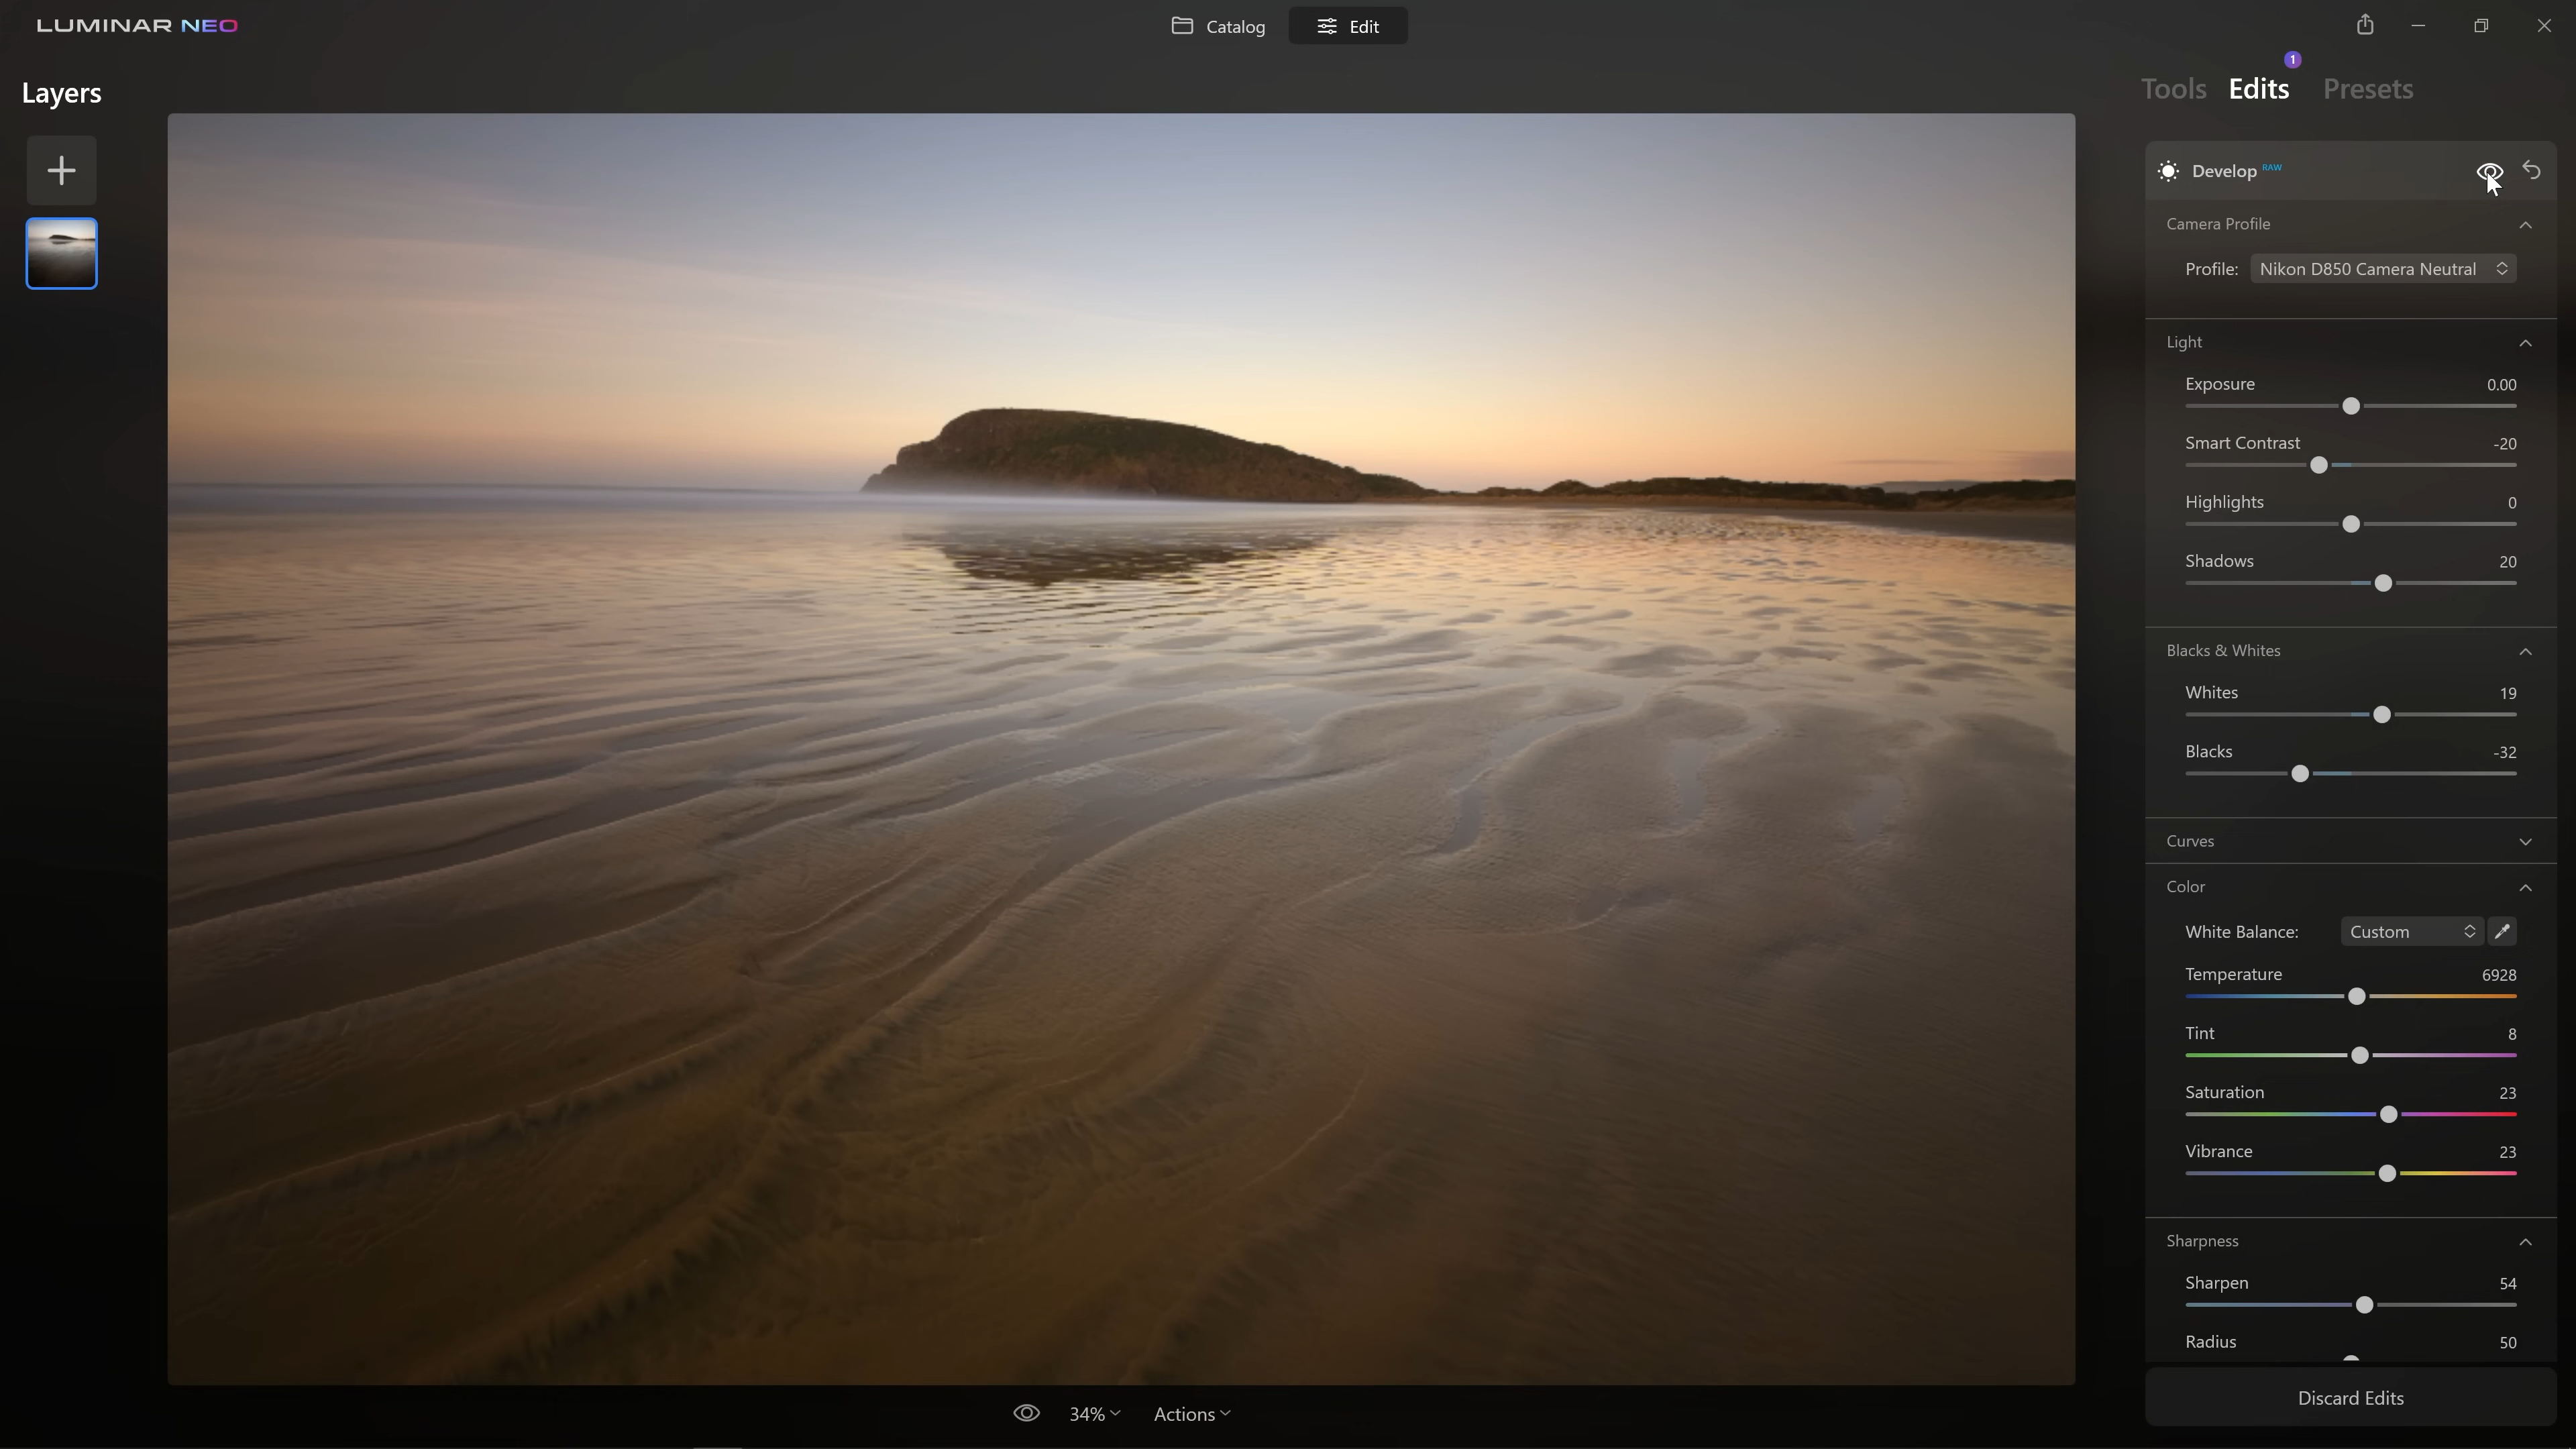 LUMINAR NEO
Catalog
Edit
Layers
1
Tools Edits Presets
Develop RAW
Camera Profile
Profile: Nikon D850 Camera Neutral
Light
Exposure 0.00
Smart Contrast -20
Highlights 0
Shadows 20
Blacks & Whites
Whites 19
Blacks -32
Curves
Color
White Balance: Custom
Temperature 6928
Tint 8
Saturation 23
Vibrance 23
Sharpness
Sharpen 54
Radius 50
34% Actions
Discard Edits